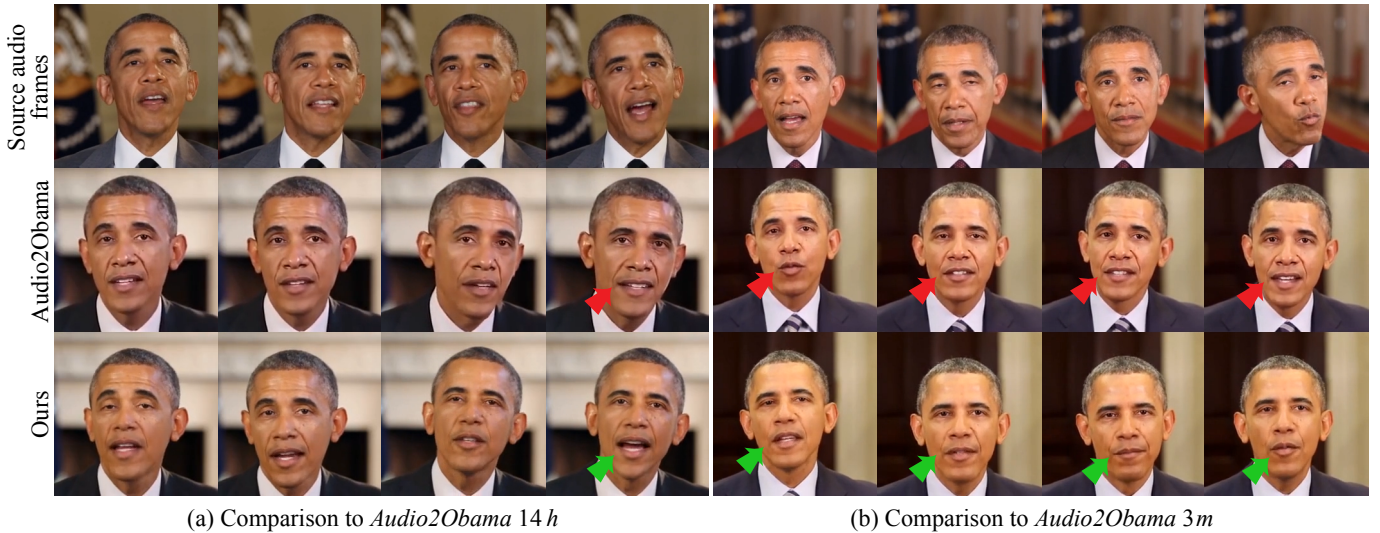 Source audio
frames
Audio2Obama
Ours
(a) Comparison to Audio2Obama 14 h
(b) Comparison to Audio2Obama 3m